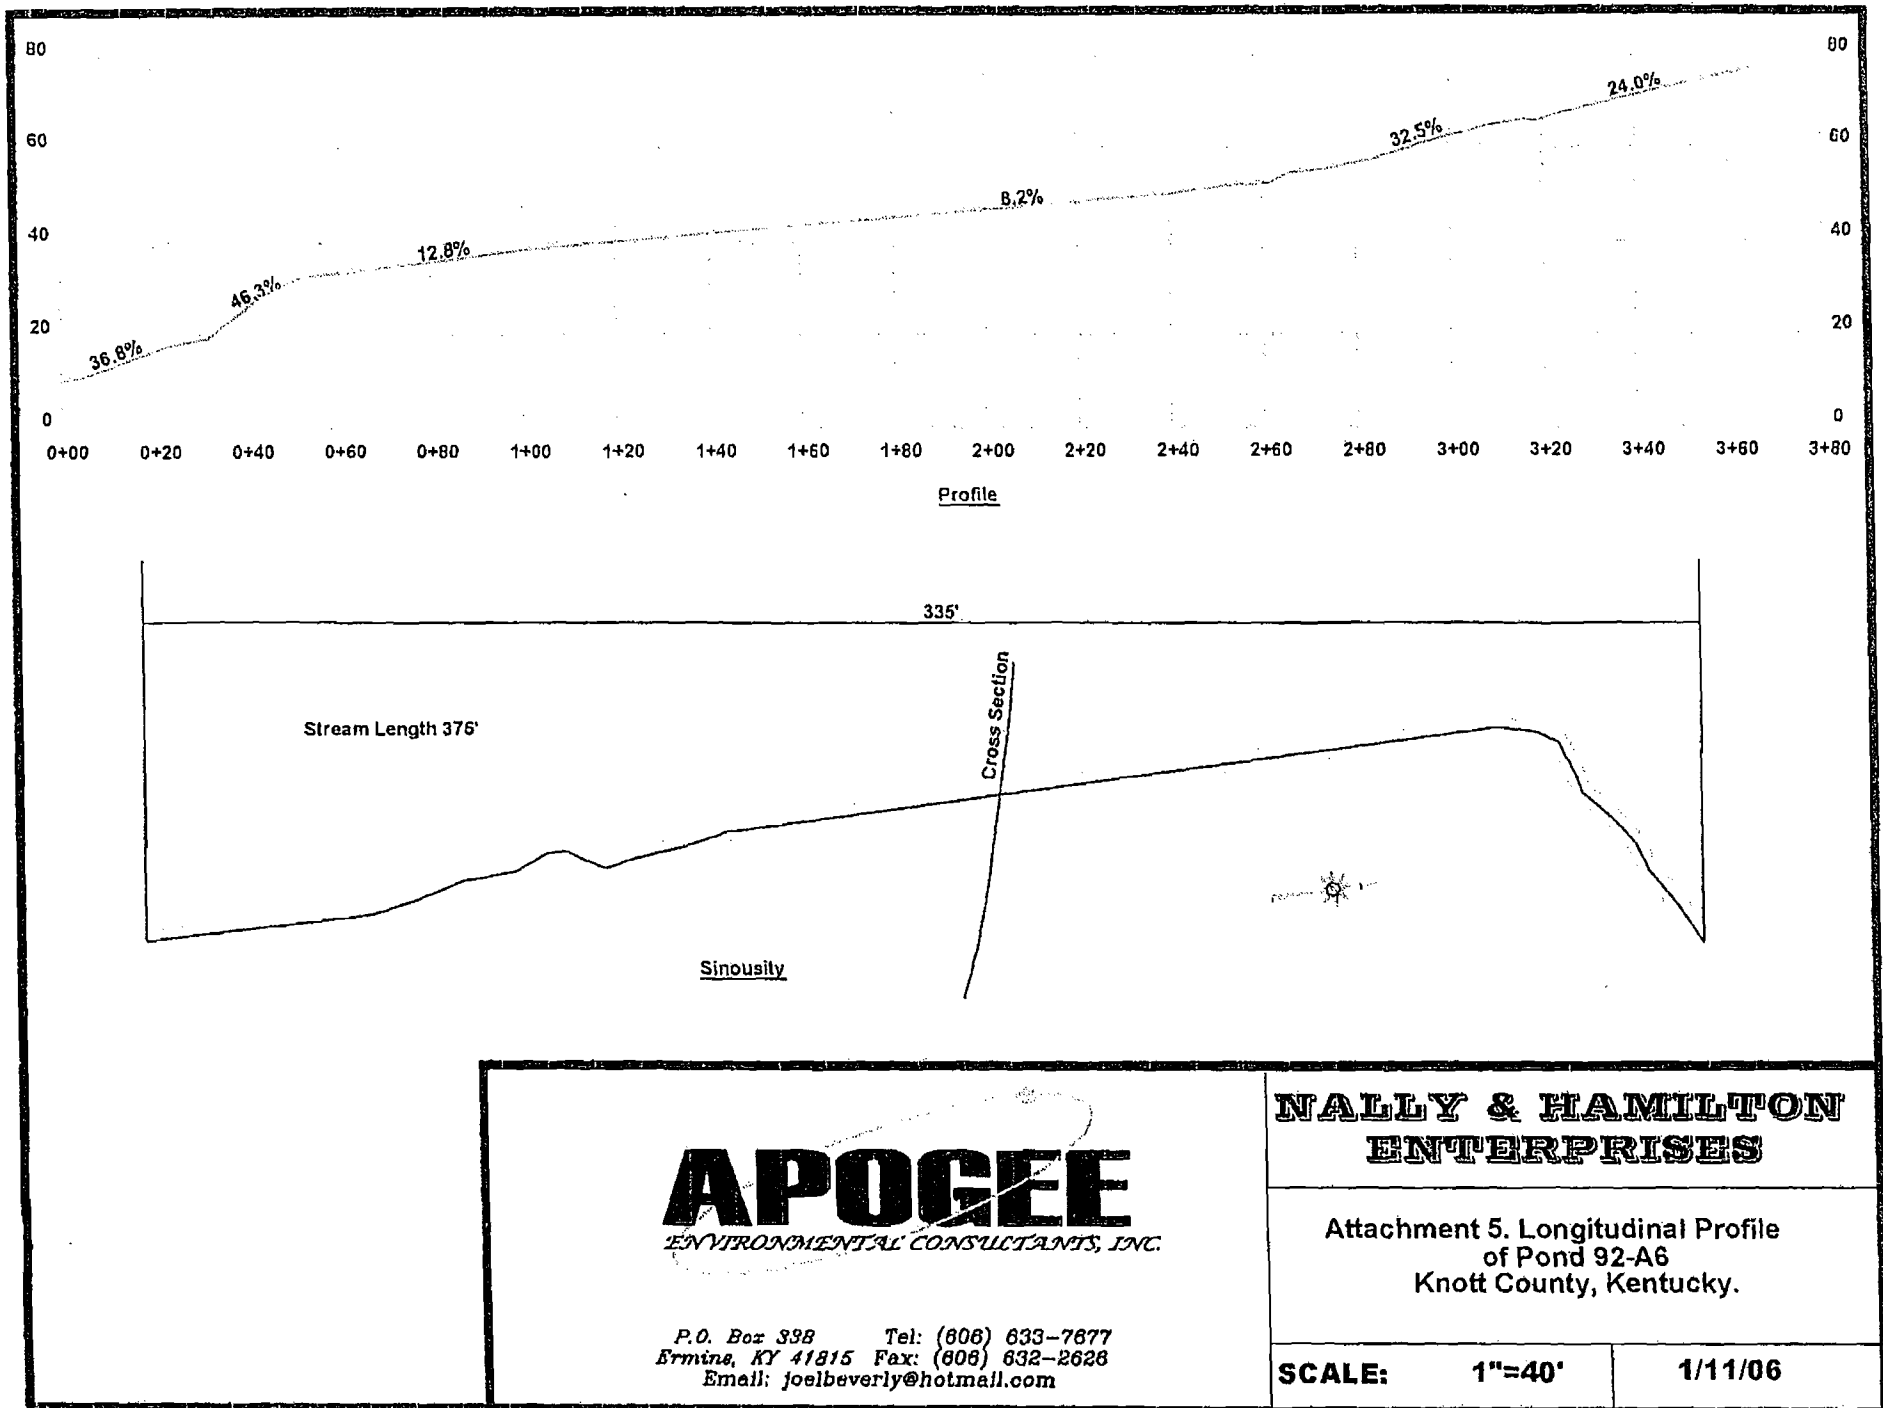 80 80
24.0%
32.5%
60 60
8.2%
12.8%
40 40
46.3%
36.8%
20 20
0 0
0+00 0+20 0+40 0+60 0+80 1+00 1+20 1+40 1+60 1+80 2+00 2+20 2+40 2+60 2+80 3+00 3+20 3+40 3+60 3+80
Profile
335'
Cross Section
Stream Length 375'
Sinousity
APOGEE
ENVIRONMENTAL CONSULTANTS, INC.
P.O. Box 338 Tel: (606) 633-7677
Ermine, KY 41815 Fax: (606) 632-2626
Email: joelbeverly@hotmail.com
NALLY & HAMILTON
ENTERPRISES
Attachment 5. Longitudinal Profile
of Pond 92-A6
Knott County, Kentucky.
SCALE: 1"=40' 1/11/06